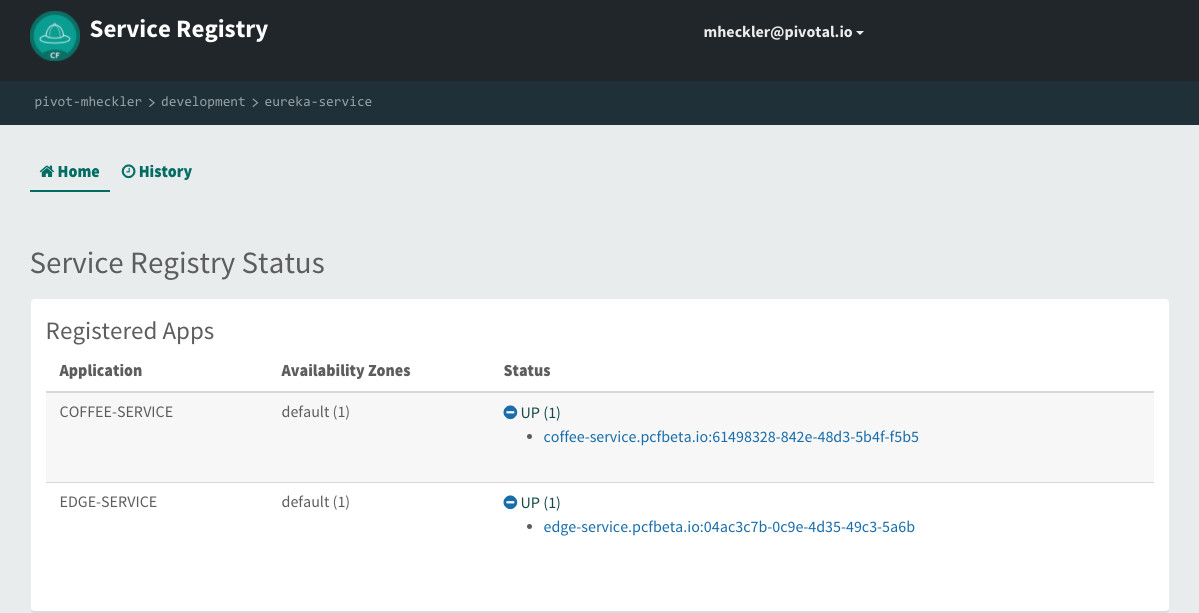 CF
Service Registry
mheckler@pivotal.io
pivot-mheckler > development > eureka-service
Home History
Service Registry Status
Registered Apps
Application Availability Zones Status
COFFEE-SERVICE default (1) UP (1)
• coffee-service.pcfbeta.io:61498328-842e-48d3-5b4f-f5b5
EDGE-SERVICE default (1) UP (1)
• edge-service.pcfbeta.io:04ac3c7b-0c9e-4d35-49c3-5a6b